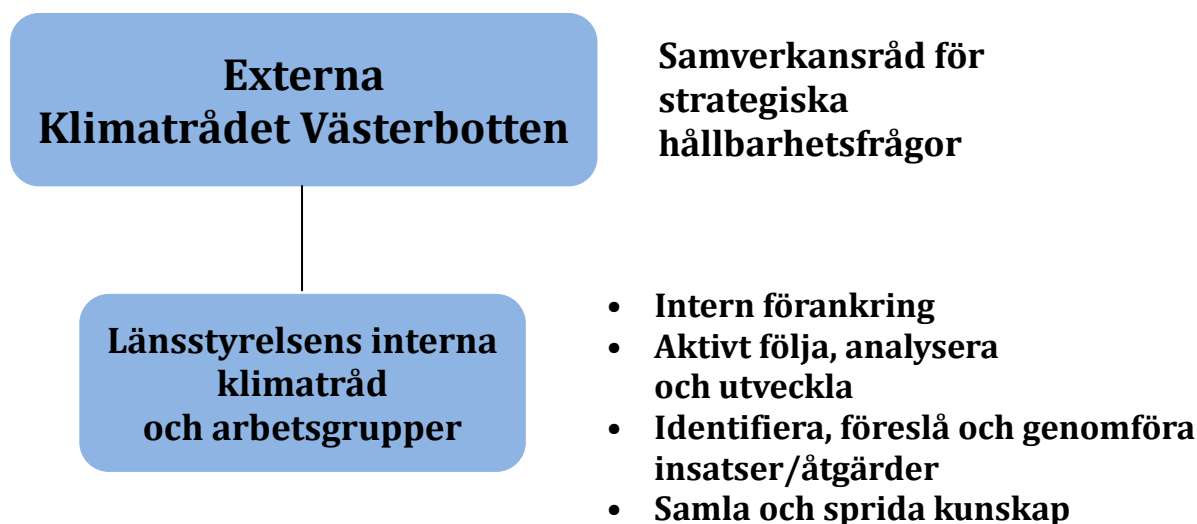 Externa
Klimatrådet Västerbotten
Samverkansråd för
strategiska
hållbarhetsfrågor
Länsstyrelsens interna
klimatråd
och arbetsgrupper
• Intern förankring
• Aktivt följa, analysera
och utveckla
• Identifiera, föreslå och genomföra
insatser/åtgärder
• Samla och sprida kunskap